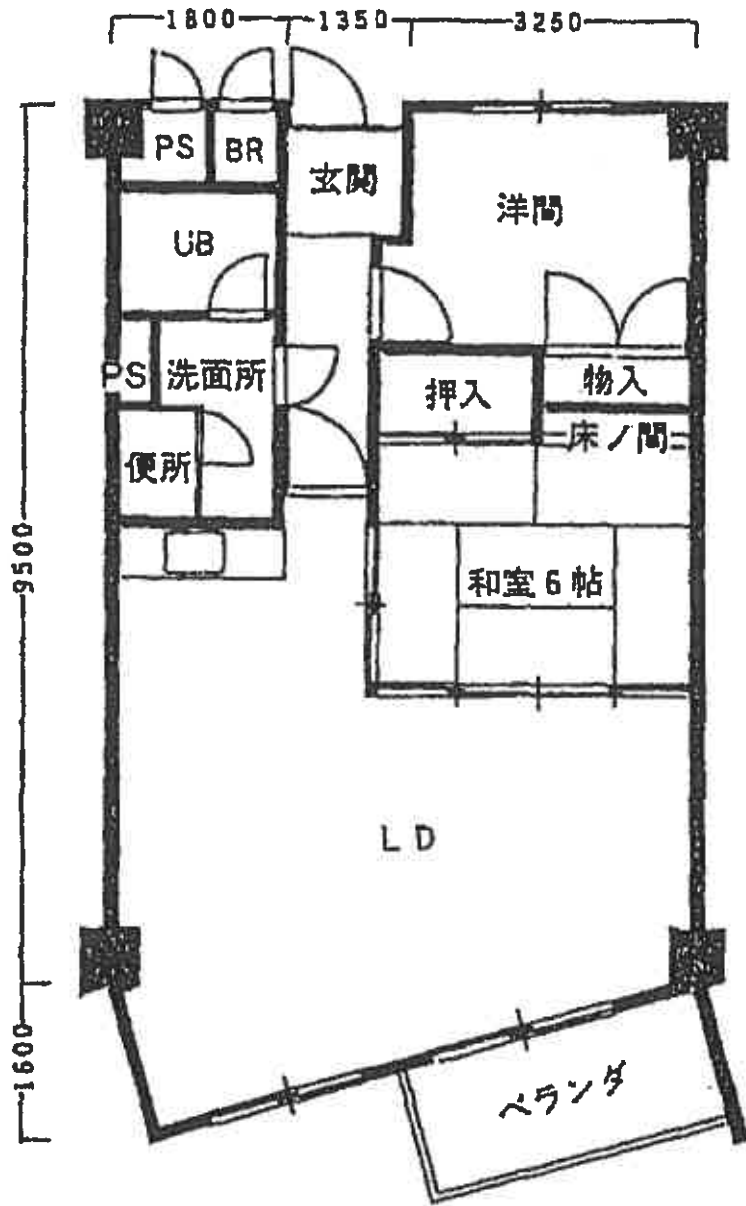 1800 1350 3250
PS BR
玄関
洋間
UB
PS 洗面所
押入 物入
床ノ間
便所
9500
和室6帖
LD
1600
ベランダ